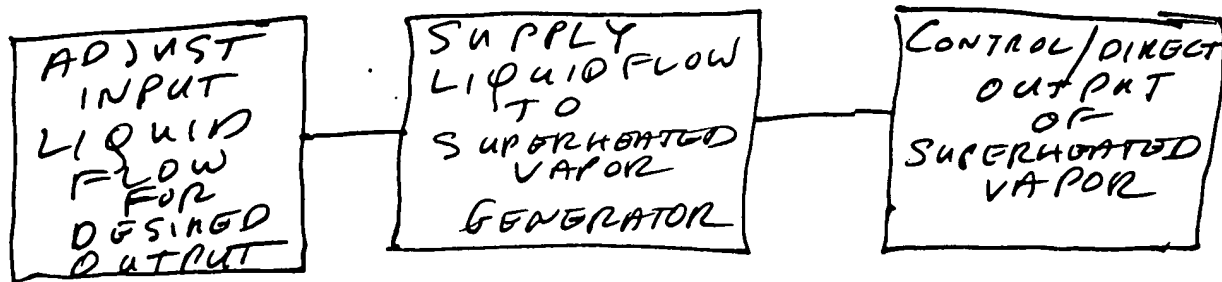 ADJUST
INPUT
LIQUID
FLOW
FOR
DESIRED
OUTPUT
SUPPLY
LIQUID FLOW
TO
SUPERHEATED
VAPOR
GENERATOR
CONTROL/DIRECT
OUTPUT
OF
SUPERHEATED
VAPOR